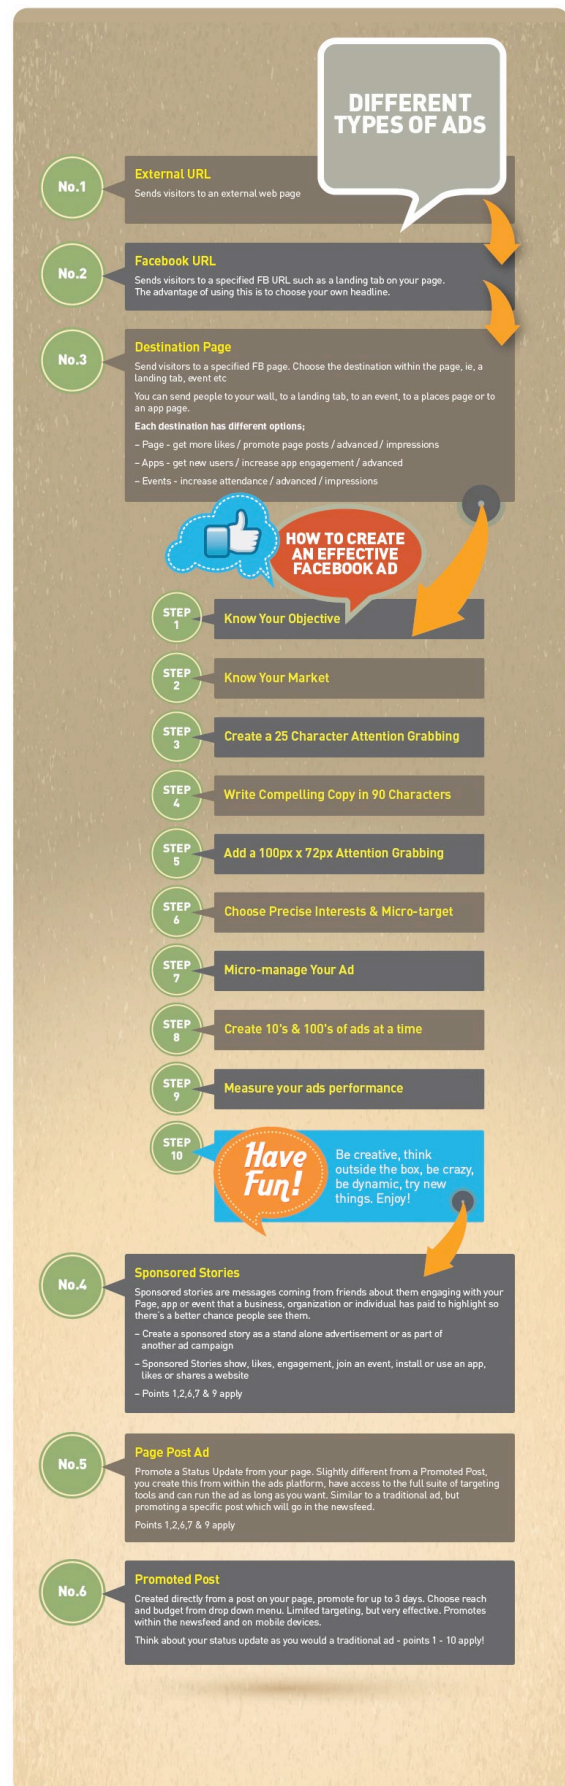 DIFFERENT
TYPES OF ADS
No.1
External URL
Sends visitors to an external web page
No.2
Facebook URL
Sends visitors to a specified FB URL such as a landing tab on your page.
The advantage of using this is to choose your own headline.
No.3
Destination Page
Send visitors to a specified FB page. Choose the destination within the page, ie, a
landing tab, event etc
You can send people to your wall, to a landing tab, to an event, to a places page or to
an app page.
Each destination has different options;
– Page - get more likes / promote page posts / advanced / impressions
– Apps - get new users / increase app engagement / advanced
– Events - increase attendance / advanced / impressions
HOW TO CREATE
AN EFFECTIVE
FACEBOOK AD
STEP
1
Know Your Objective
STEP
2
Know Your Market
STEP
3
Create a 25 Character Attention Grabbing
STEP
4
Write Compelling Copy in 90 Characters
STEP
5
Add a 100px x 72px Attention Grabbing
STEP
6
Choose Precise Interests & Micro-target
STEP
7
Micro-manage Your Ad
STEP
8
Create 10's & 100's of ads at a time
STEP
9
Measure your ads performance
STEP
10
Have
Fun!
Be creative, think
outside the box, be crazy,
be dynamic, try new
things. Enjoy!
No.4
Sponsored Stories
Sponsored stories are messages coming from friends about them engaging with your
Page, app or event that a business, organization or individual has paid to highlight so
there's a better chance people see them.
– Create a sponsored story as a stand alone advertisement or as part of
another ad campaign
– Sponsored Stories show, likes, engagement, join an event, install or use an app,
likes or shares a website
– Points 1,2,6,7 & 9 apply
No.5
Page Post Ad
Promote a Status Update from your page. Slightly different from a Promoted Post,
you create this from within the ads platform, have access to the full suite of targeting
tools and can run the ad as long as you want. Similar to a traditional ad, but
promoting a specific post which will go in the newsfeed.
Points 1,2,6,7 & 9 apply
No.6
Promoted Post
Created directly from a post on your page, promote for up to 3 days. Choose reach
and budget from drop down menu. Limited targeting, but very effective. Promotes
within the newsfeed and on mobile devices.
Think about your status update as you would a traditional ad - points 1 - 10 apply!